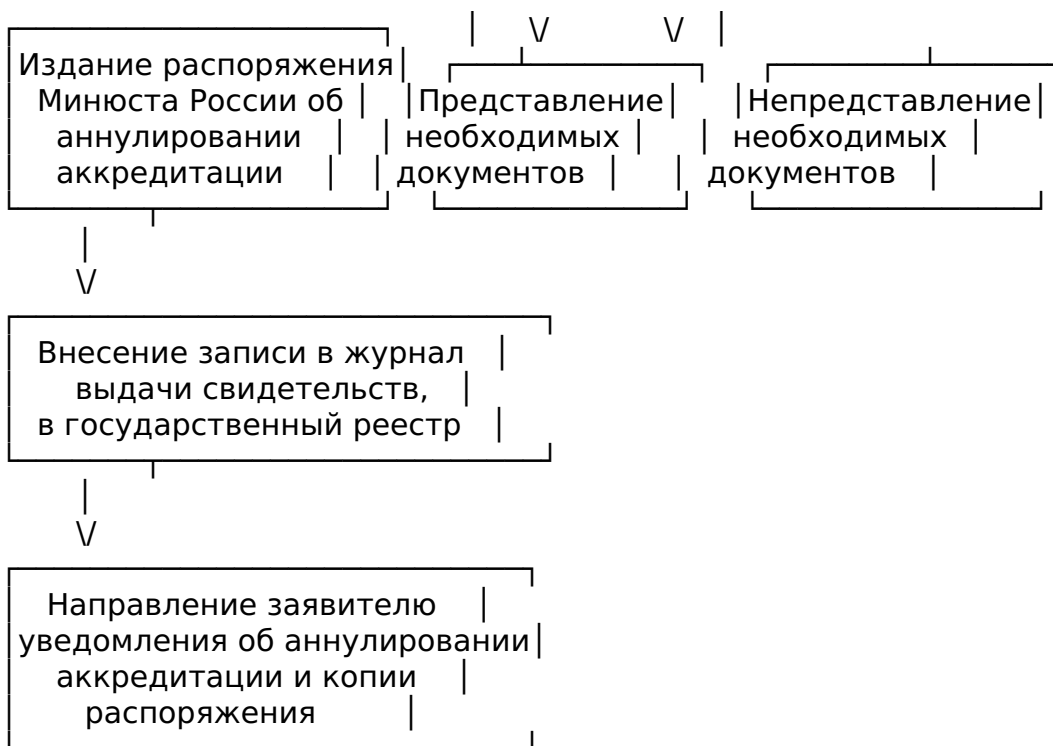 Издание распоряжения
Минюста России об
аннулировании
аккредитации
Представление
необходимых
документов
Непредставление
необходимых
документов
Внесение записи в журнал
выдачи свидетельств,
в государственный реестр
Направление заявителю
уведомления об аннулировании
аккредитации и копии
распоряжения